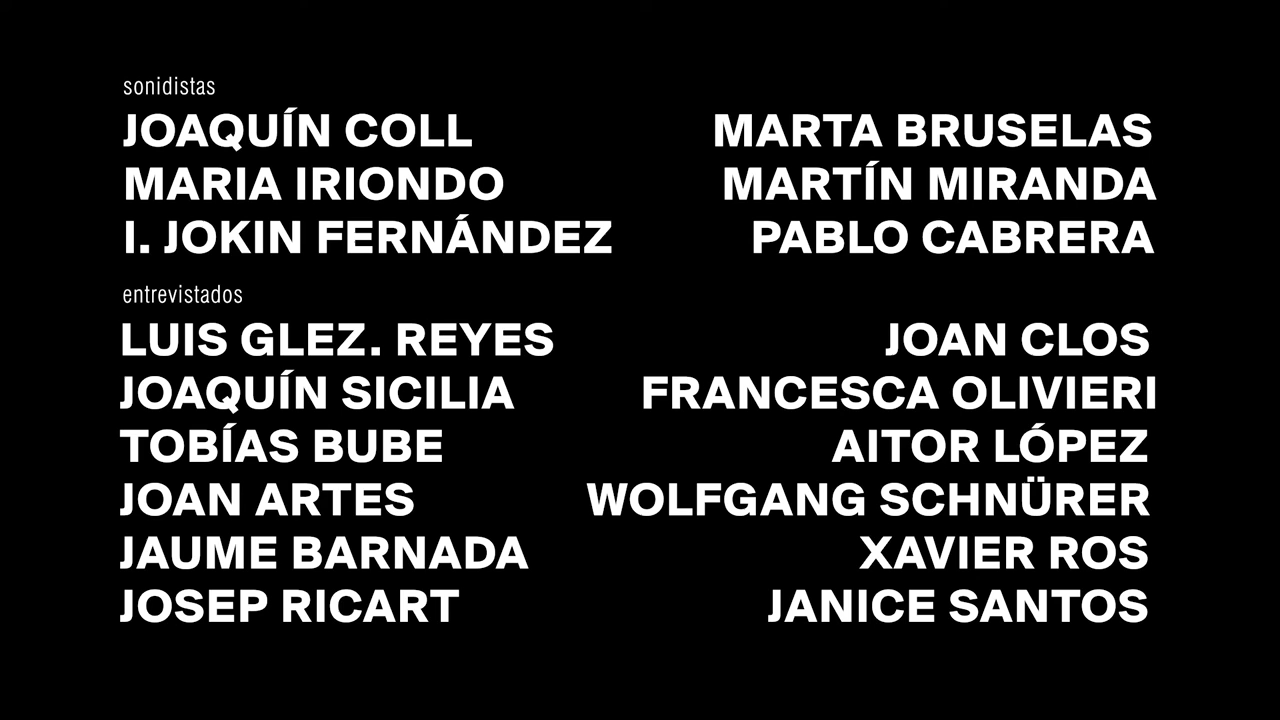 sonidistas
JOAQUÍN COLL MARTA BRUSELAS
MARIA IRIONDO MARTÍN MIRANDA
I. JOKIN FERNÁNDEZ PABLO CABRERA
entrevistados
LUIS GLEZ. REYES JOAN CLOS
JOAQUÍN SICILIA FRANCESCA OLIVIERI
TOBÍAS BUBE AITOR LÓPEZ
JOAN ARTES WOLFGANG SCHNÜRER
JAUME BARNADA XAVIER ROS
JOSEP RICART JANICE SANTOS